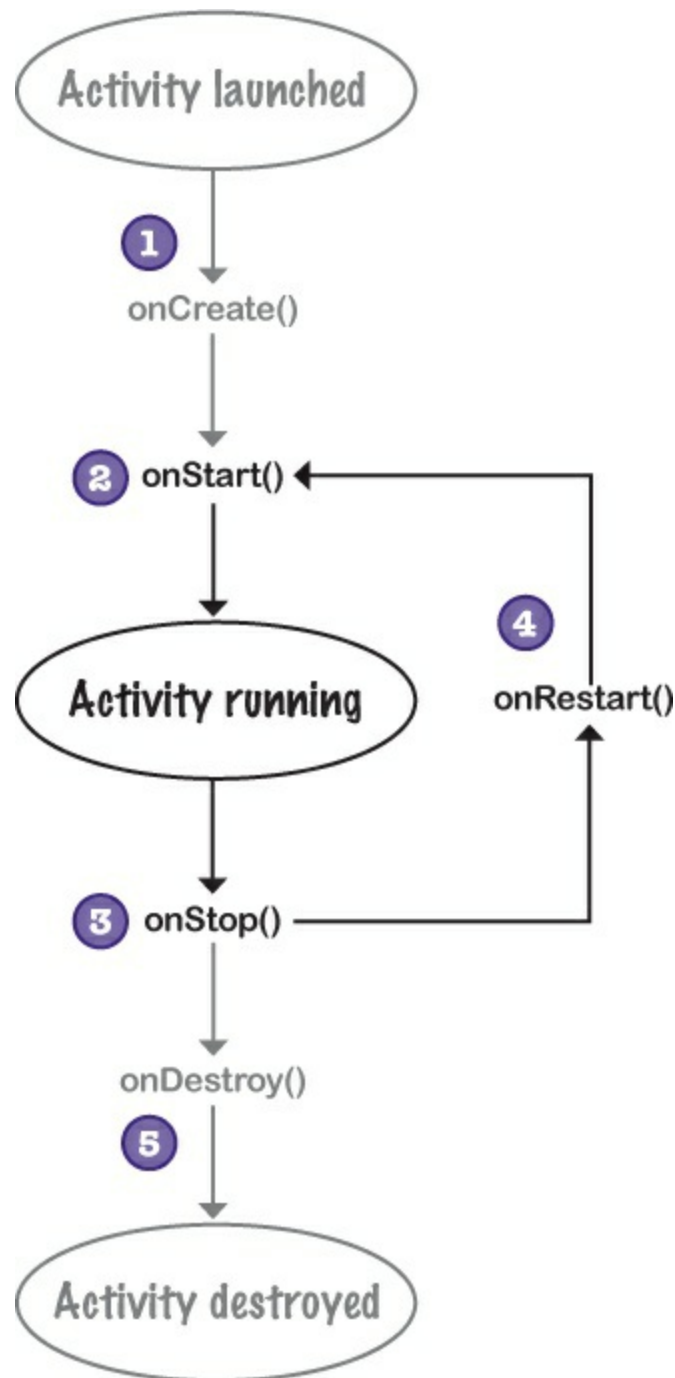 Activity launched
1
onCreate()
2 onStart()
4
Activity running
onRestart()
3 onStop()
onDestroy()
5
Activity destroyed